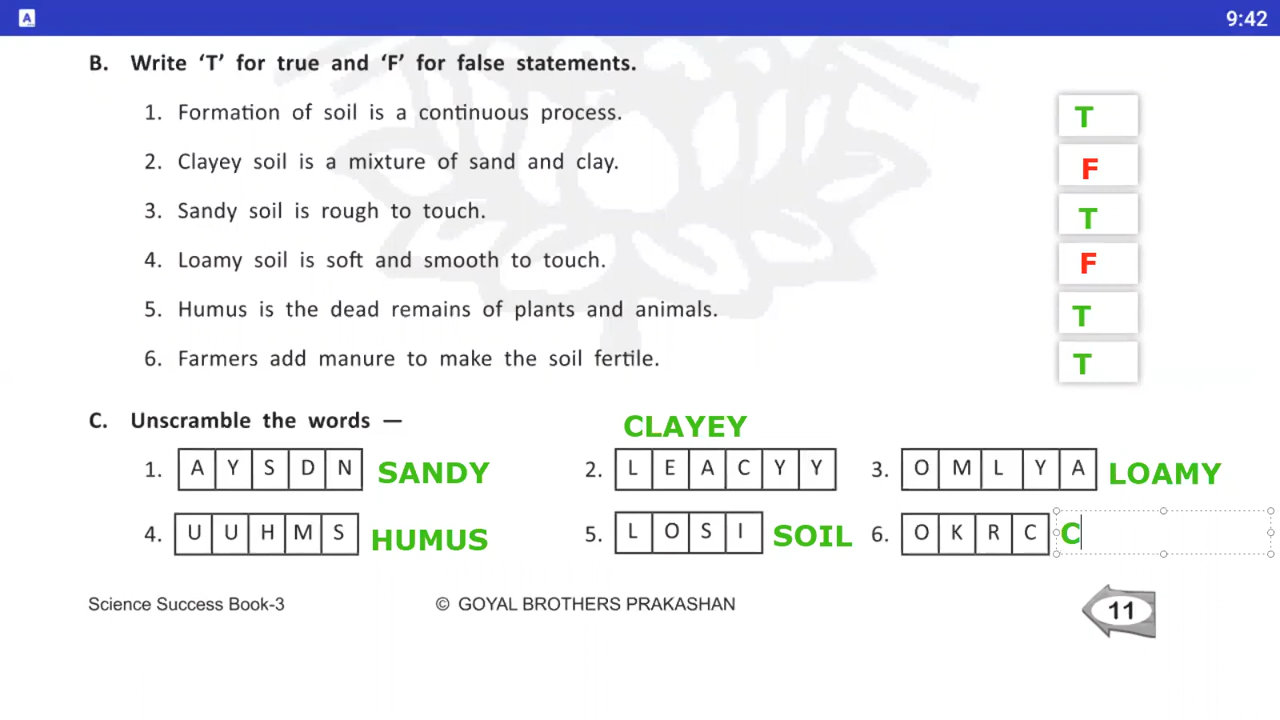 A 9:42
B. Write ‘T’ for true and ‘F’ for false statements.
1. Formation of soil is a continuous process. T
2. Clayey soil is a mixture of sand and clay. F
3. Sandy soil is rough to touch. T
4. Loamy soil is soft and smooth to touch. F
5. Humus is the dead remains of plants and animals. T
6. Farmers add manure to make the soil fertile. T
C. Unscramble the words —
CLAYEY
1. A Y S D N SANDY 2. L E A C Y Y 3. O M L Y A LOAMY
4. U U H M S HUMUS 5. L O S I SOIL 6. O K R C C
Science Success Book-3 © GOYAL BROTHERS PRAKASHAN 11